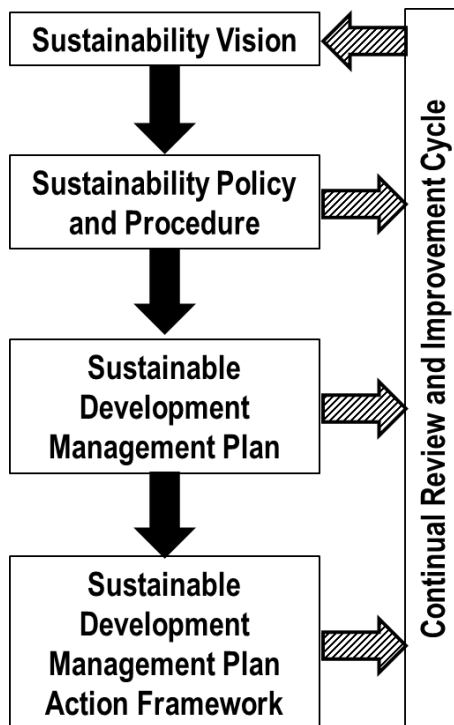 Sustainability Vision
Sustainability Policy
and Procedure
Sustainable
Development
Management Plan
Sustainable
Development
Management Plan
Action Framework
Continual Review and Improvement Cycle